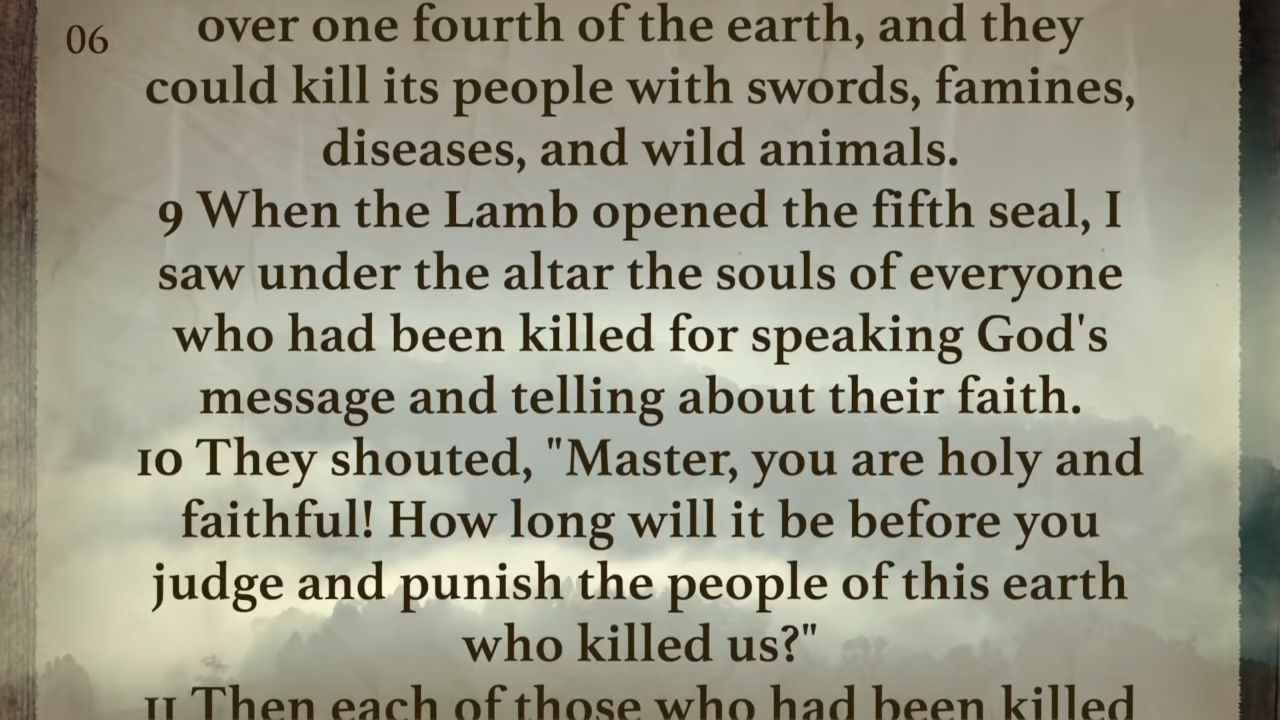 06
over one fourth of the earth, and they
could kill its people with swords, famines,
diseases, and wild animals.
9 When the Lamb opened the fifth seal, I
saw under the altar the souls of everyone
who had been killed for speaking God's
message and telling about their faith.
10 They shouted, "Master, you are holy and
faithful! How long will it be before you
judge and punish the people of this earth
who killed us?"
11 Then each of those who had been killed